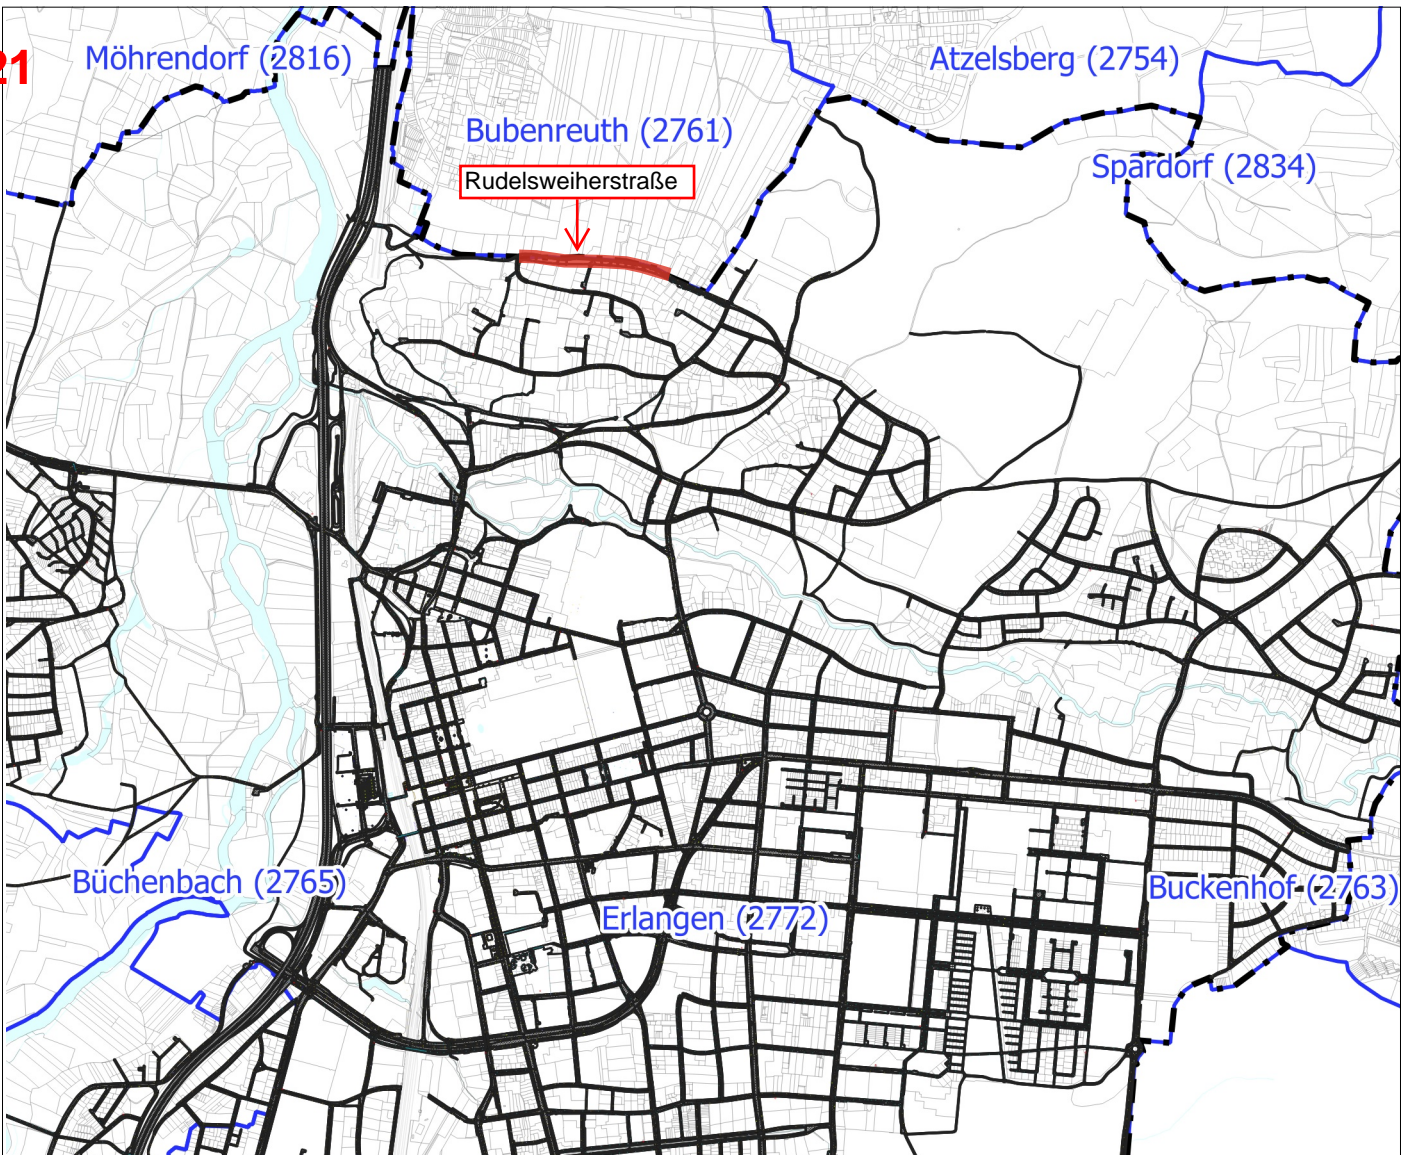 21
Möhrendorf (2816)
Atzelsberg (2754)
Bubenreuth (2761)
Spardorf (2834)
Rudelsweiherstraße
Büchenbach (2765)
Buckenhof (2763)
Erlangen (2772)